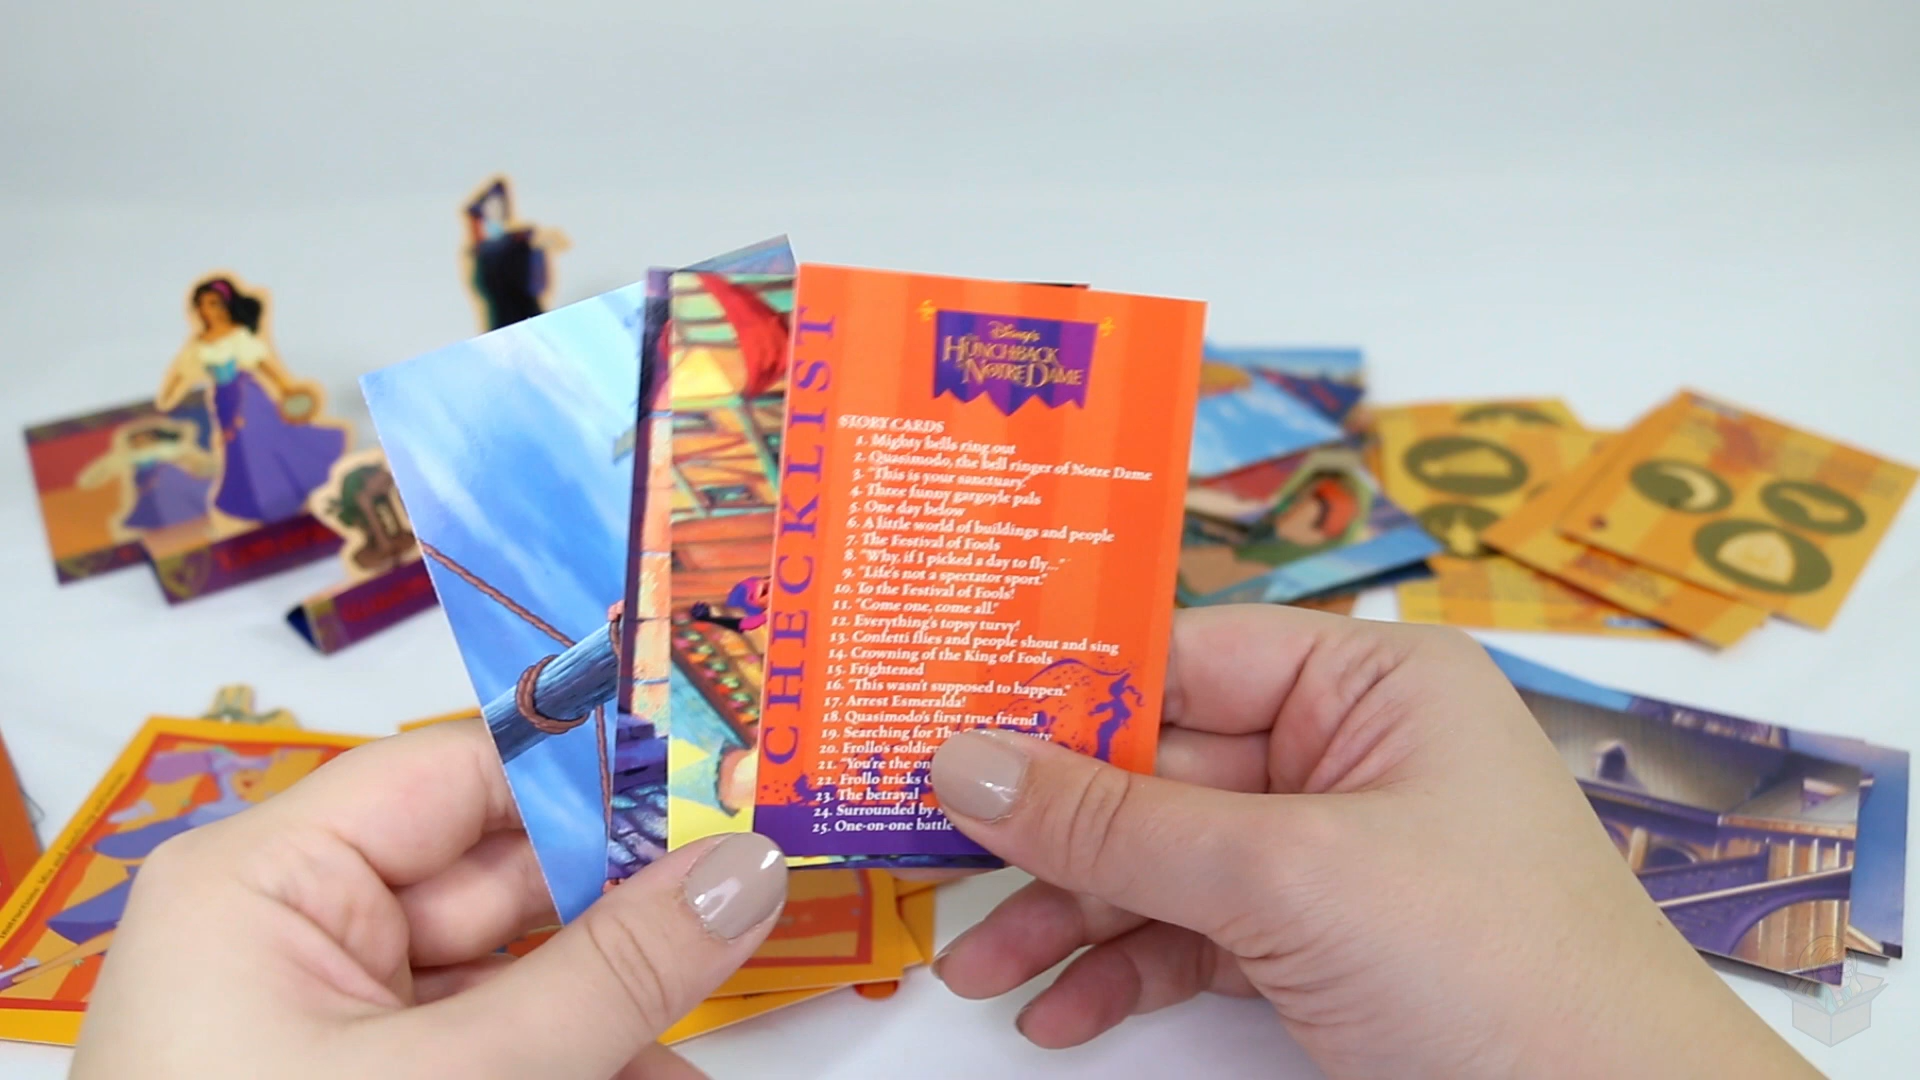 CHECKLIST
Disney's
THE HUNCHBACK
OF NOTRE DAME
STORY CARDS
1. Mighty bells ring out
2. Quasimodo, the bell ringer of Notre Dame
3. "This is your sanctuary."
4. Three funny gargoyle pals
5. One day below
6. A little world of buildings and people
7. The Festival of Fools
8. "Why, if I picked a day to fly..."
9. "Life's not a spectator sport."
10. To the Festival of Fools!
11. "Come one, come all."
12. Everything's topsy turvy!
13. Confetti flies and people shout and sing
14. Crowning of the King of Fools
15. Frightened
16. "This wasn't supposed to happen."
17. Arrest Esmeralda!
18. Quasimodo's first true friend
19. Searching for The
20. Frollo's
21. "You're the
22. Frollo tricks
23. The betrayal
24. Surrounded by
25. One-on-one battle
Instructions: Mix and